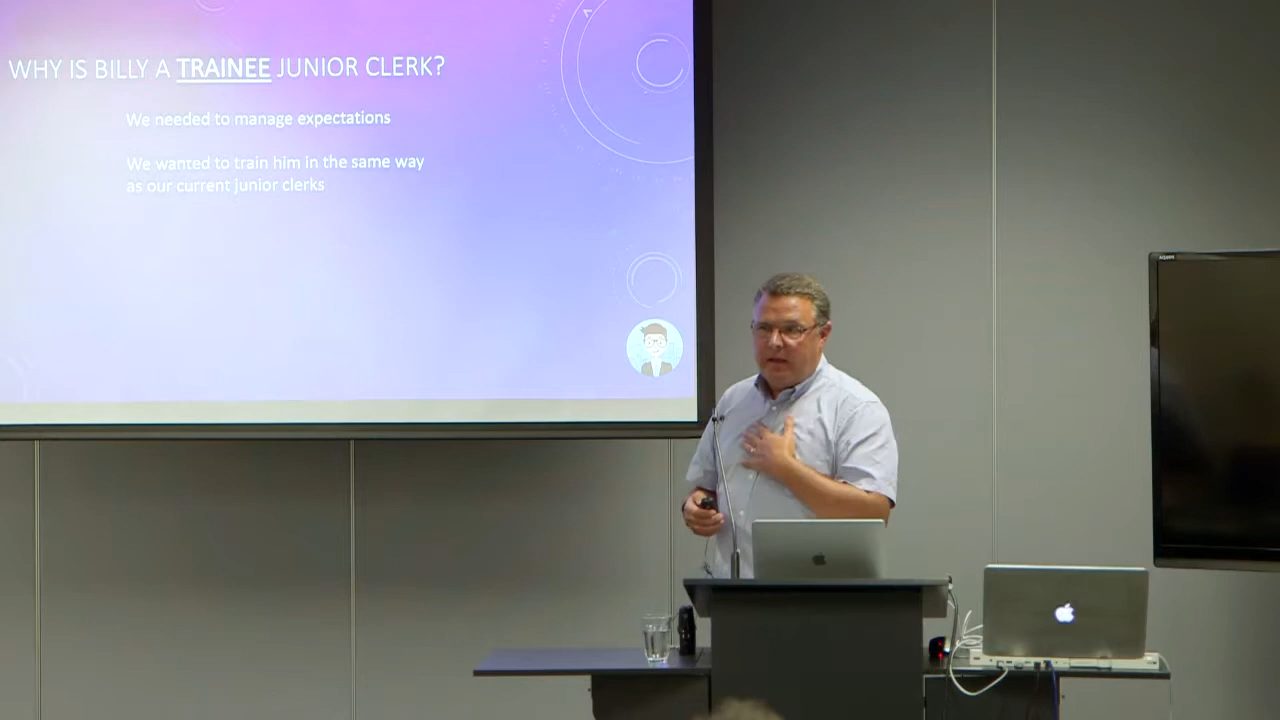 WHY IS BILLY A TRAINEE JUNIOR CLERK?
We needed to manage expectations
We wanted to train him in the same way
as our current junior clerks